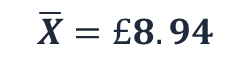 X̅ = £8.94